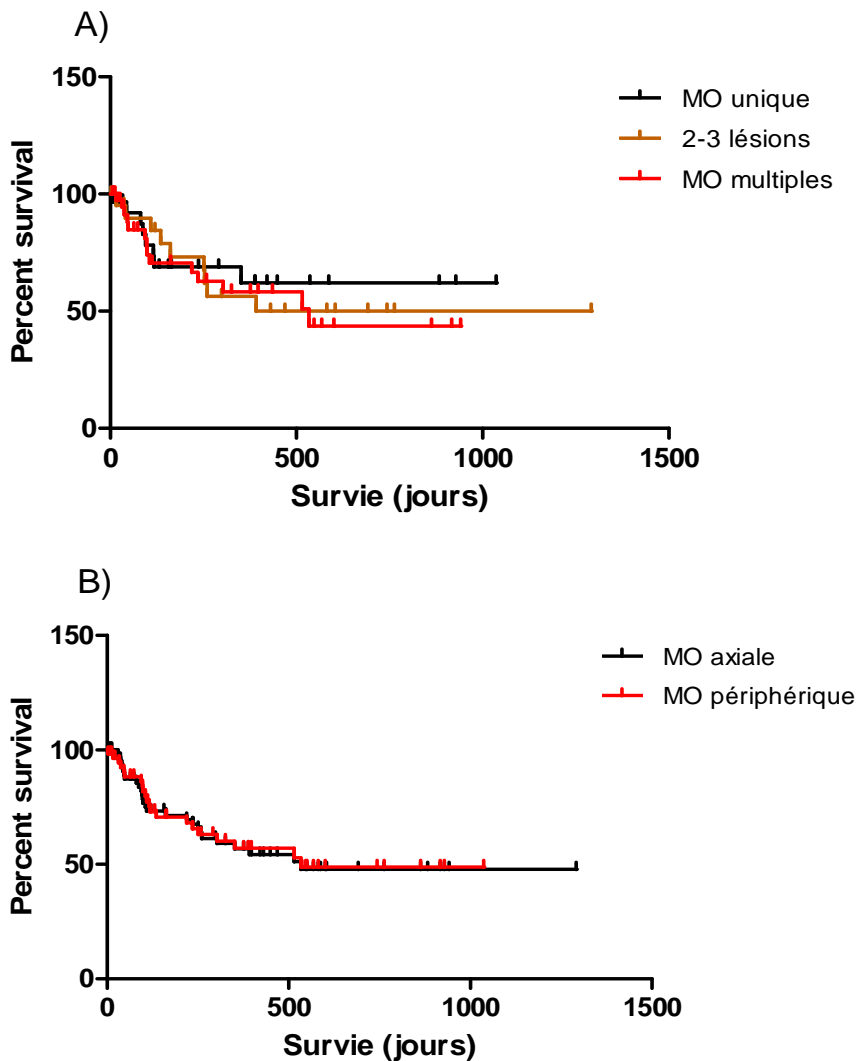 A)
150
100
50
0
Percent survival
0 500 1000 1500
Survie (jours)
MO unique
2-3 lésions
MO multiples
B)
150
100
50
0
Percent survival
0 500 1000 1500
Survie (jours)
MO axiale
MO périphérique